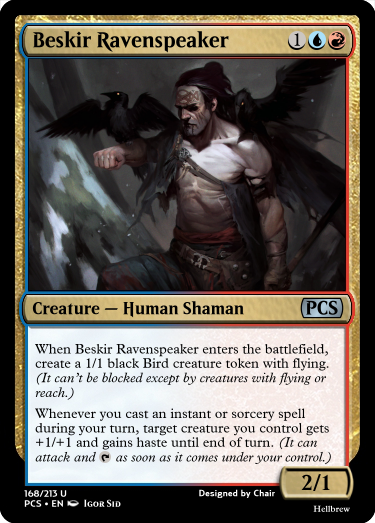 Beskir Ravenspeaker 1
Creature — Human Shaman PCS
When Beskir Ravenspeaker enters the battlefield,
create a 1/1 black Bird creature token with flying.
(It can't be blocked except by creatures with flying or
reach.)
Whenever you cast an instant or sorcery spell
during your turn, target creature you control gets
+1/+1 and gains haste until end of turn. (It can
attack and as soon as it comes under your control.)
2/1
168/213 U Designed by Chair
PCS • EN Igor Sid Hellbrew